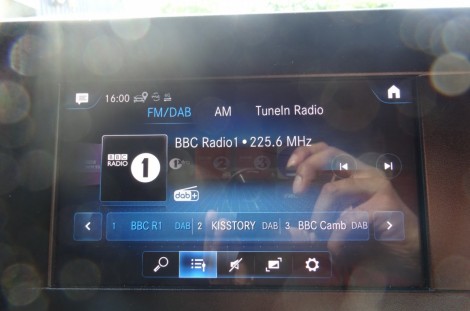 16:00
FM/DAB AM TuneIn Radio
BBC Radio1 • 225.6 MHz
BBC
RADIO 1
dab+
1 BBC R1 DAB 2 KISSTORY DAB 3 BBC Camb DAB